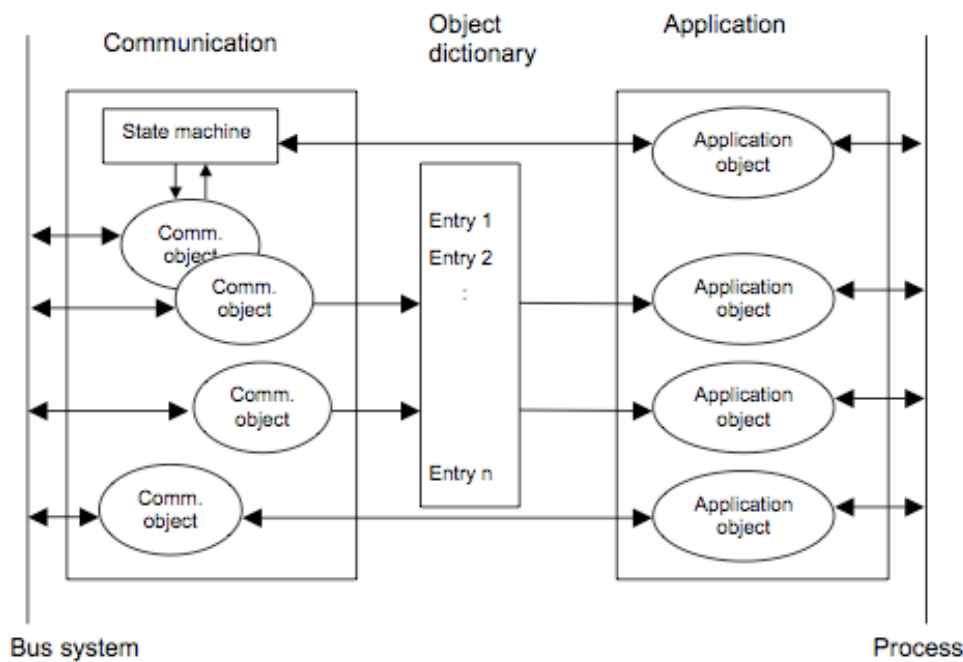 Communication
Object
dictionary
Application
State machine
Application
object
Comm.
object
Entry 1
Entry 2
:
Comm.
object
Application
object
Comm.
object
Application
object
Entry n
Comm.
object
Application
object
Bus system
Process